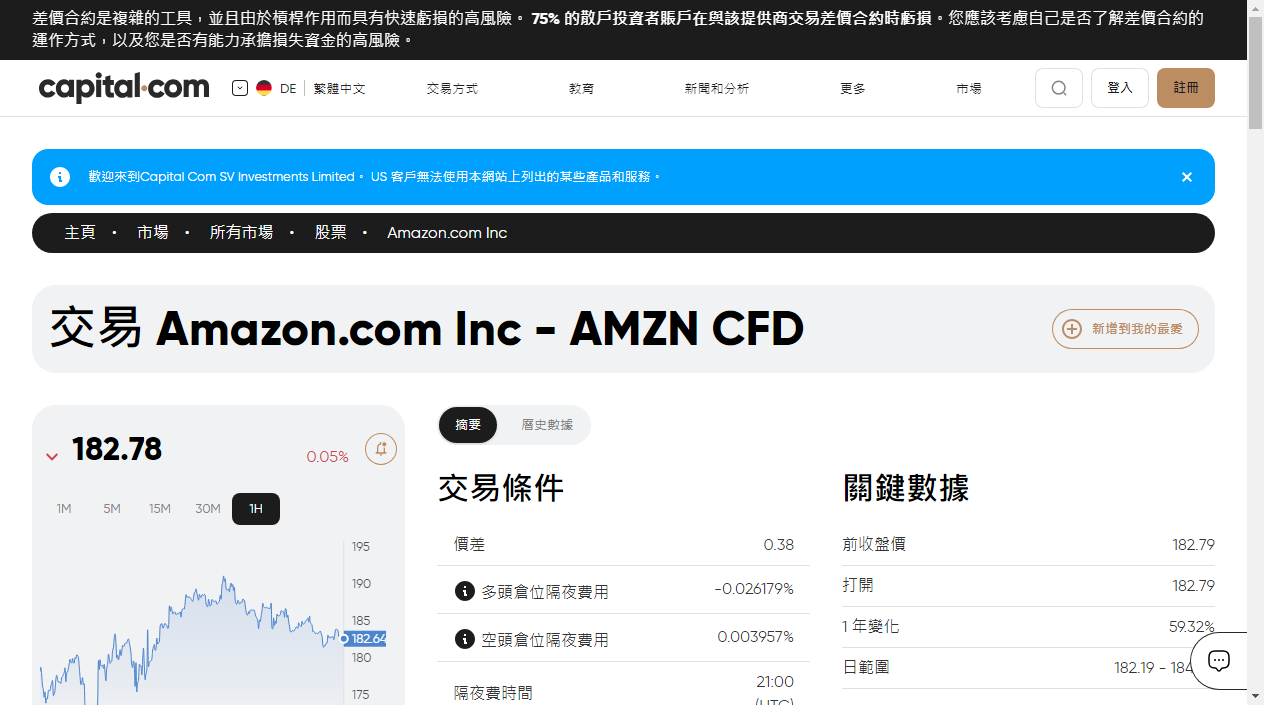 差價合約是複雜的工具，並且由於槓桿作用而具有快速虧損的高風險。75% 的散戶投資者賬戶在與該提供商交易差價合約時虧損。您應該考慮自己是否了解差價合約的
運作方式，以及您是否有能力承擔損失資金的高風險。
capital.com DE 繁體中文 交易方式 教育 新聞和分析 更多 市場 登入 註冊
歡迎來到Capital Com SV Investments Limited。 US 客戶無法使用本網站上列出的某些產品和服務。
主頁 • 市場 • 所有市場 • 股票 • Amazon.com Inc
交易 Amazon.com Inc - AMZN CFD
新增到我的最愛
182.78 0.05%
1M 5M 15M 30M 1H
195
190
185
182.64
180
175
摘要 歷史數據
交易條件
價差 0.38
多頭倉位隔夜費用 -0.026179%
空頭倉位隔夜費用 0.003957%
隔夜費時間 21:00
(UTC)
關鍵數據
前收盤價 182.79
打開 182.79
1 年變化 59.32%
日範圍 182.19 - 184